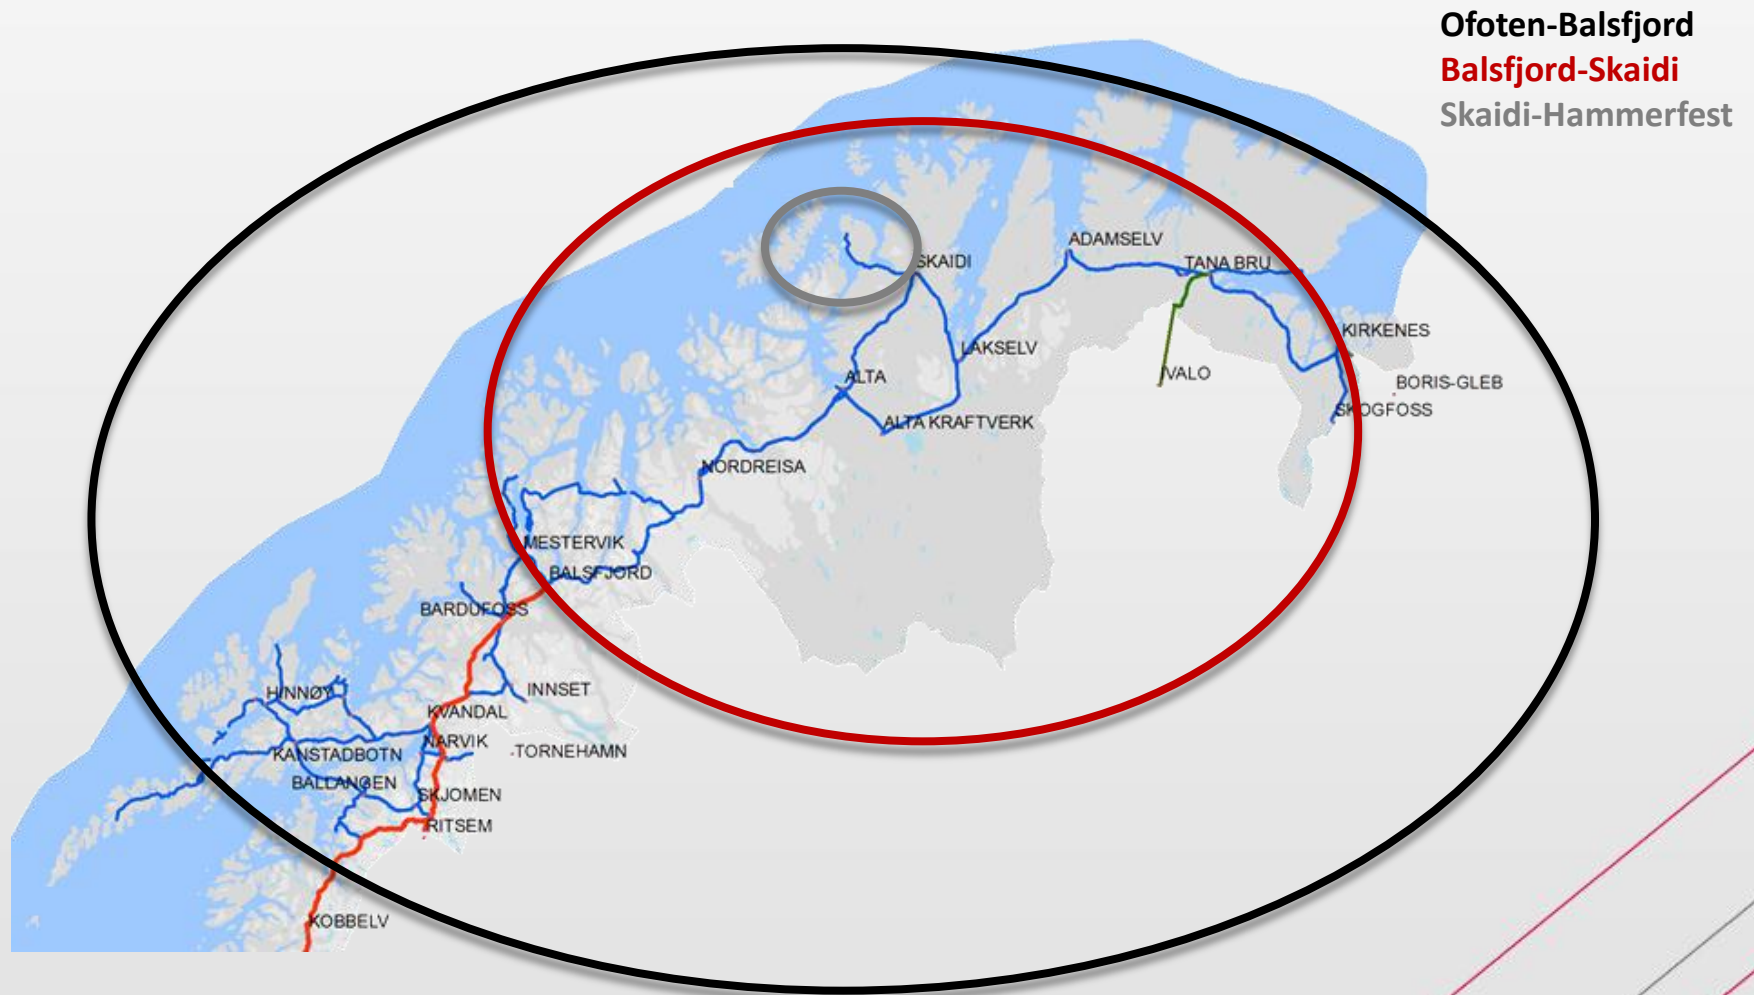 Ofoten-Balsfjord
Balsfjord-Skaidi
Skaidi-Hammerfest
ADAMSELV
SKAIDI
TANA BRU
KIRKENES
LAKSELV
IVALO
ALTA
BORIS-GLEB
SKOGFOSS
ALTA KRAFTVERK
NORDREISA
MESTERVIK
BALSFJORD
BARDUFOSS
INNSET
HINNØY
KVANDAL
NARVIK
TORNEHAMN
KANSTADBOTN
BALLANGEN
SKJOMEN
RITSEM
KOBBELV